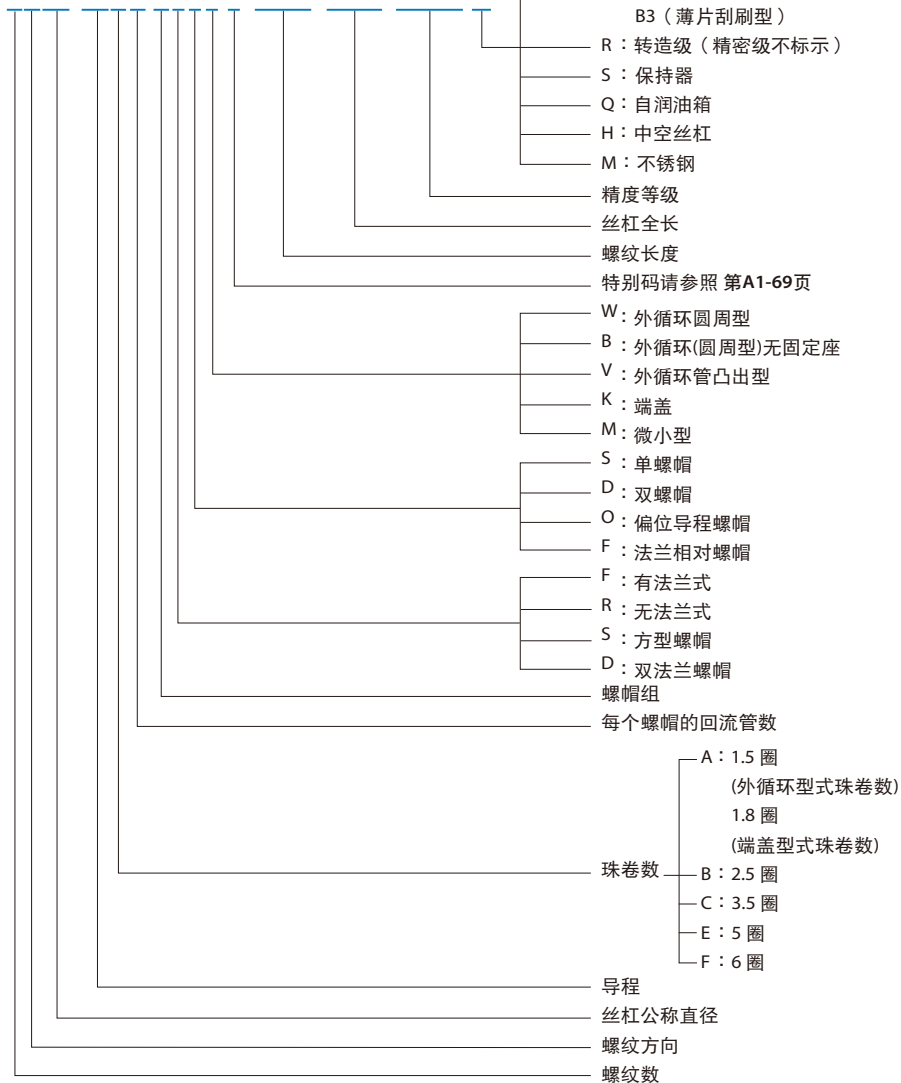 B3（薄片刮刷型）
R：转造级（精密级不标示）
S：保持器
Q：自润油箱
H：中空丝杠
M：不锈钢
精度等级
丝杠全长
螺纹长度
特别码请参照 第A1-69页
W：外循环圆周型
B：外循环(圆周型)无固定座
V：外循环管凸出型
K：端盖
M：微小型
S：单螺帽
D：双螺帽
O：偏位导程螺帽
F：法兰相对螺帽
F：有法兰式
R：无法兰式
S：方型螺帽
D：双法兰螺帽
螺帽组
每个螺帽的回流管数
A：1.5 圈
(外循环型式珠卷数)
1.8 圈
(端盖型式珠卷数)
珠卷数
B：2.5 圈
C：3.5 圈
E：5 圈
F：6 圈
导程
丝杠公称直径
螺纹方向
螺纹数